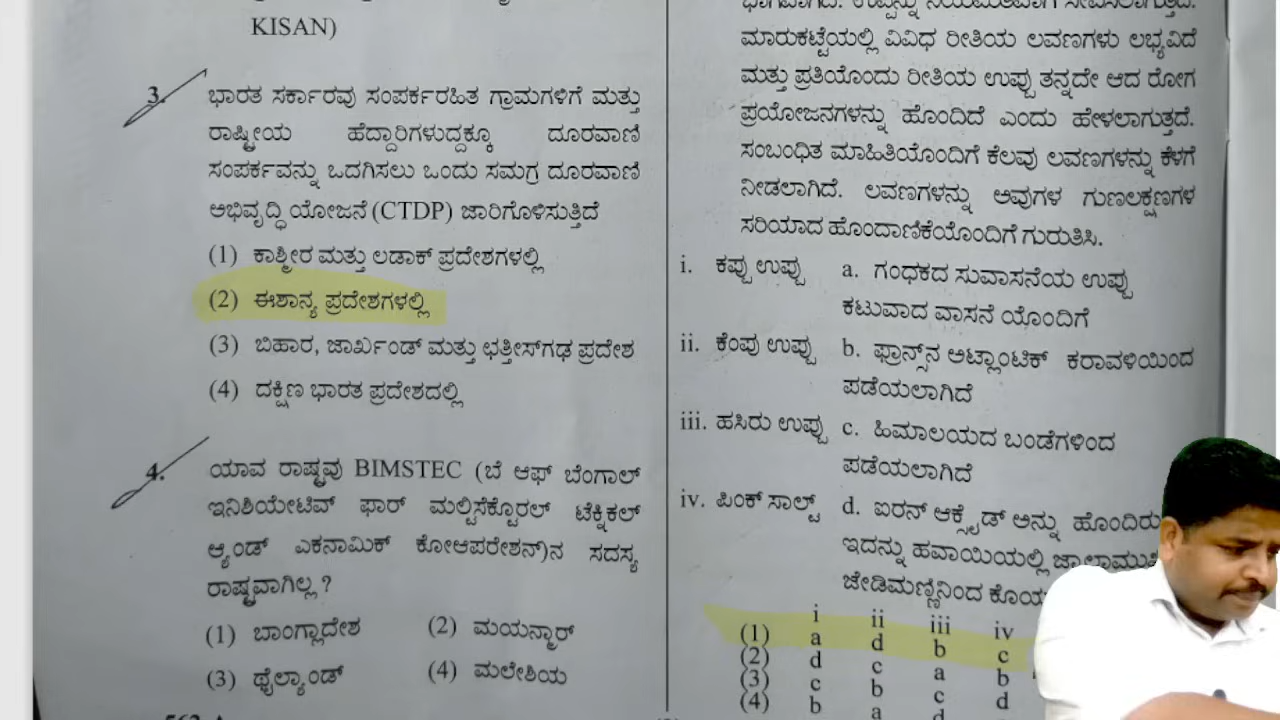 KISAN)
3. ಭಾರತ ಸರ್ಕಾರವು ಸಂಪರ್ಕರಹಿತ ಗ್ರಾಮಗಳಿಗೆ ಮತ್ತು
ರಾಷ್ಟ್ರೀಯ ಹೆದ್ದಾರಿಗಳುದ್ದಕ್ಕೂ ದೂರವಾಣಿ
ಸಂಪರ್ಕವನ್ನು ಒದಗಿಸಲು ಒಂದು ಸಮಗ್ರ ದೂರವಾಣಿ
ಅಭಿವೃದ್ಧಿ ಯೋಜನೆ (CTDP) ಜಾರಿಗೊಳಿಸುತ್ತಿದೆ
(1) ಕಾಶ್ಮೀರ ಮತ್ತು ಲಡಾಕ್ ಪ್ರದೇಶಗಳಲ್ಲಿ
(2) ಈಶಾನ್ಯ ಪ್ರದೇಶಗಳಲ್ಲಿ
(3) ಬಿಹಾರ, ಜಾರ್ಖಂಡ್ ಮತ್ತು ಛತ್ತೀಸ್‌ಗಢ ಪ್ರದೇಶ
(4) ದಕ್ಷಿಣ ಭಾರತ ಪ್ರದೇಶದಲ್ಲಿ
4. ಯಾವ ರಾಷ್ಟ್ರವು BIMSTEC (ಬೆ ಆಫ್ ಬೆಂಗಾಲ್
ಇನಿಶಿಯೇಟಿವ್ ಫಾರ್ ಮಲ್ಟಿಸೆಕ್ಟೊರಲ್ ಟೆಕ್ನಿಕಲ್
ಆ್ಯಂಡ್ ಎಕನಾಮಿಕ್ ಕೋಆಪರೇಶನ್)ನ ಸದಸ್ಯ
ರಾಷ್ಟ್ರವಾಗಿಲ್ಲ ?
(1) ಬಾಂಗ್ಲಾದೇಶ (2) ಮಯನ್ಮಾರ್
(3) ಥೈಲ್ಯಾಂಡ್ (4) ಮಲೇಶಿಯ
ಮಾರುಕಟ್ಟೆಯಲ್ಲಿ ವಿವಿಧ ರೀತಿಯ ಲವಣಗಳು ಲಭ್ಯವಿದೆ
ಮತ್ತು ಪ್ರತಿಯೊಂದು ರೀತಿಯ ಉಪ್ಪು ತನ್ನದೇ ಆದ ರೋಗ
ಪ್ರಯೋಜನಗಳನ್ನು ಹೊಂದಿದೆ ಎಂದು ಹೇಳಲಾಗುತ್ತದೆ.
ಸಂಬಂಧಿತ ಮಾಹಿತಿಯೊಂದಿಗೆ ಕೆಲವು ಲವಣಗಳನ್ನು ಕೆಳಗೆ
ನೀಡಲಾಗಿದೆ. ಲವಣಗಳನ್ನು ಅವುಗಳ ಗುಣಲಕ್ಷಣಗಳ
ಸರಿಯಾದ ಹೊಂದಾಣಿಕೆಯೊಂದಿಗೆ ಗುರುತಿಸಿ.
i. ಕಪ್ಪು ಉಪ್ಪು a. ಗಂಧಕದ ಸುವಾಸನೆಯ ಉಪ್ಪು
ಕಟುವಾದ ವಾಸನೆ ಯೊಂದಿಗೆ
ii. ಕೆಂಪು ಉಪ್ಪು b. ಫ್ರಾನ್ಸ್‌ನ ಅಟ್ಲಾಂಟಿಕ್ ಕರಾವಳಿಯಿಂದ
ಪಡೆಯಲಾಗಿದೆ
iii. ಹಸಿರು ಉಪ್ಪು c. ಹಿಮಾಲಯದ ಬಂಡೆಗಳಿಂದ
ಪಡೆಯಲಾಗಿದೆ
iv. ಪಿಂಕ್ ಸಾಲ್ಟ್ d. ಐರನ್ ಆಕ್ಸೈಡ್ ಅನ್ನು ಹೊಂದಿರು
ಇದನ್ನು ಹವಾಯಿಯಲ್ಲಿ
ಜೇಡಿಮಣ್ಣಿನಿಂದ ಕೊಯ
i ii iii iv
(1) a d b c
(2) d c a b
(3) c b c d
(4) b a d